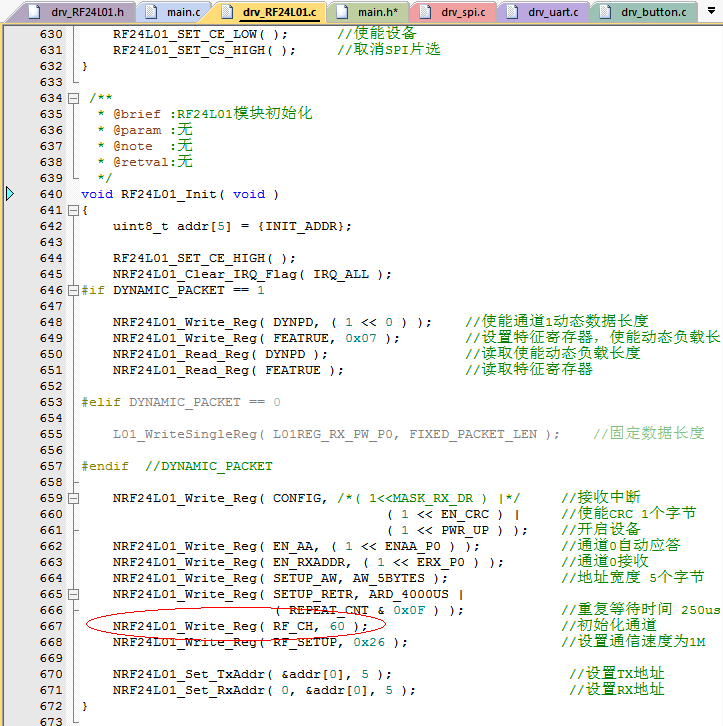 drv_RF24L01.h main.c drv_RF24L01.c main.h* drv_spi.c drv_uart.c drv_button.c
630 RF24L01_SET_CE_LOW( ); //使能设备
631 RF24L01_SET_CS_HIGH( ); //取消SPI片选
632 }
633
634 /**
635 * @brief :RF24L01模块初始化
636 * @param :无
637 * @note :无
638 * @retval:无
639 */
640 void RF24L01_Init( void )
641 {
642 uint8_t addr[5] = {INIT_ADDR};
643
644 RF24L01_SET_CE_HIGH( );
645 NRF24L01_Clear_IRQ_Flag( IRQ_ALL );
646 #if DYNAMIC_PACKET == 1
647
648 NRF24L01_Write_Reg( DYNPD, ( 1 << 0 ) ); //使能通道1动态数据长度
649 NRF24L01_Write_Reg( FEATRUE, 0x07 ); //设置特征寄存器，使能动态负载长
650 NRF24L01_Read_Reg( DYNPD ); //读取使能动态负载长度
651 NRF24L01_Read_Reg( FEATRUE ); //读取特征寄存器
652
653 #elif DYNAMIC_PACKET == 0
654
655 L01_WriteSingleReg( L01REG_RX_PW_P0, FIXED_PACKET_LEN ); //固定数据长度
656
657 #endif //DYNAMIC_PACKET
658
659 NRF24L01_Write_Reg( CONFIG, /*( 1<<MASK_RX_DR ) |*/ //接收中断
660 ( 1 << EN_CRC ) | //使能CRC 1个字节
661 ( 1 << PWR_UP ) ); //开启设备
662 NRF24L01_Write_Reg( EN_AA, ( 1 << ENAA_P0 ) ); //通道0自动应答
663 NRF24L01_Write_Reg( EN_RXADDR, ( 1 << ERX_P0 ) ); //通道0接收
664 NRF24L01_Write_Reg( SETUP_AW, AW_5BYTES ); //地址宽度 5个字节
665 NRF24L01_Write_Reg( SETUP_RETR, ARD_4000US |
666 ( REPEAT_CNT & 0x0F ) ); //重复等待时间 250us
667 NRF24L01_Write_Reg( RF_CH, 60 ); //初始化通道
668 NRF24L01_Write_Reg( RF_SETUP, 0x26 ); //设置通信速度为1M
669
670 NRF24L01_Set_TxAddr( &addr[0], 5 ); //设置TX地址
671 NRF24L01_Set_RxAddr( 0, &addr[0], 5 ); //设置RX地址
672 }
673